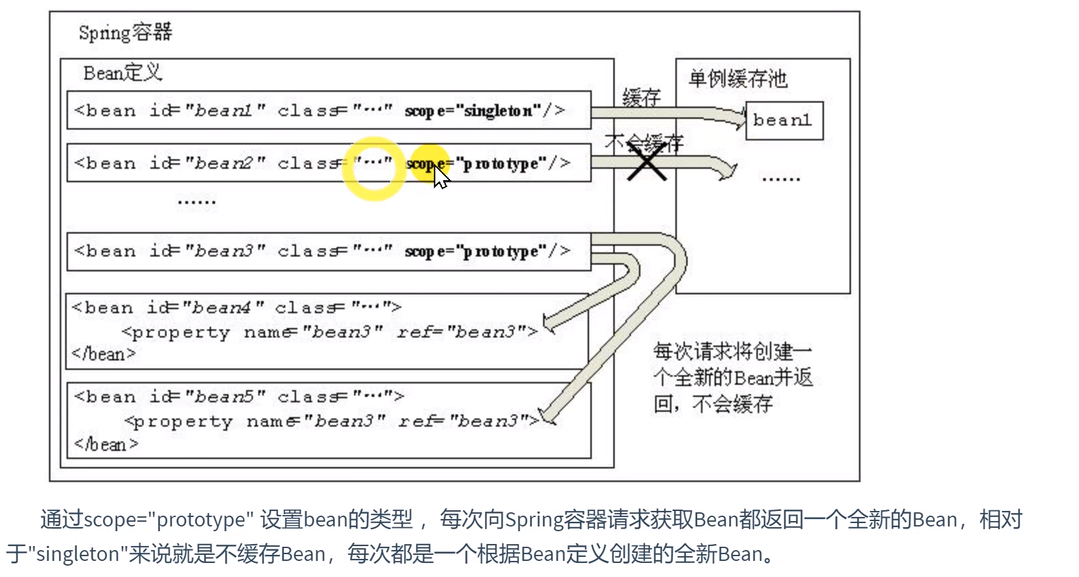 Spring容器
Bean定义
单例缓存池
<bean id="bean1" class="…" scope="singleton"/>
缓存
bean1
<bean id="bean2" class="…" scope="prototype"/>
不会缓存
……
……
<bean id="bean3" class="…" scope="prototype"/>
<bean id="bean4" class="…">
<property name="bean3" ref="bean3">
</bean>
<bean id="bean5" class="…">
<property name="bean3" ref="bean3">
</bean>
每次请求将创建一
个全新的Bean并返
回，不会缓存
通过scope="prototype" 设置bean的类型 ，每次向Spring容器请求获取Bean都返回一个全新的Bean，相对
于"singleton"来说就是不缓存Bean，每次都是一个根据Bean定义创建的全新Bean。